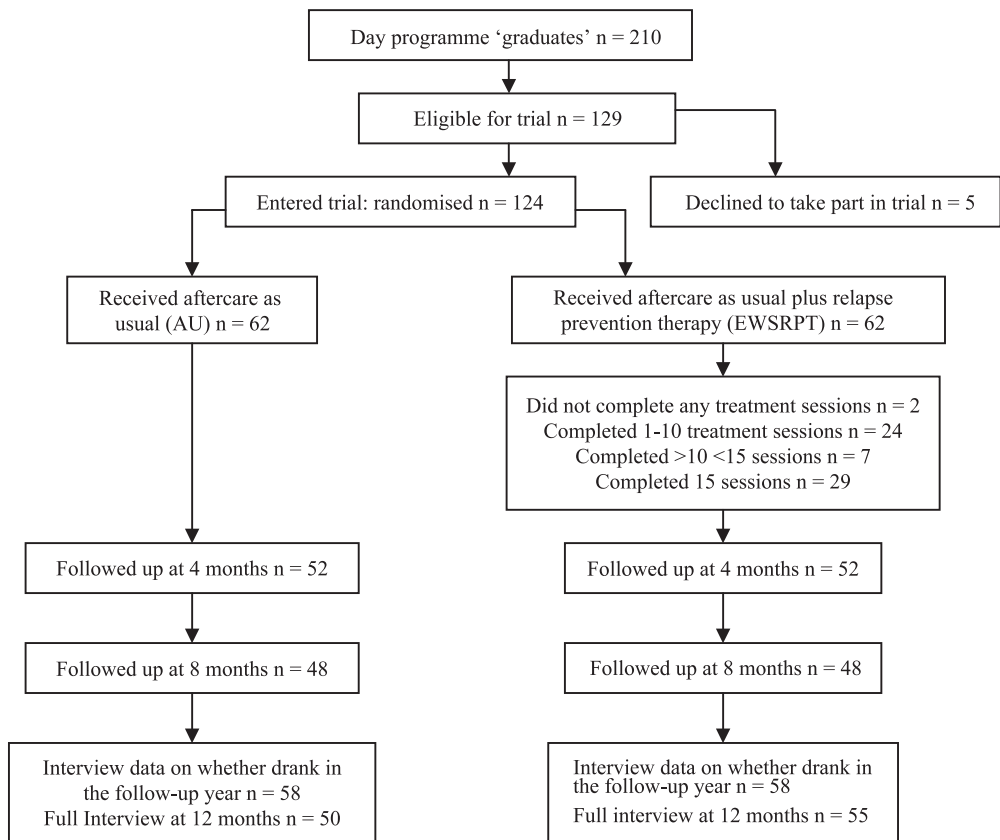 Day programme ‘graduates’ n = 210
Eligible for trial n = 129
Entered trial: randomised n = 124
Declined to take part in trial n = 5
Received aftercare as
usual (AU) n = 62
Received aftercare as usual plus relapse
prevention therapy (EWSRPT) n = 62
Did not complete any treatment sessions n = 2
Completed 1-10 treatment sessions n = 24
Completed >10 <15 sessions n = 7
Completed 15 sessions n = 29
Followed up at 4 months n = 52
Followed up at 4 months n = 52
Followed up at 8 months n = 48
Followed up at 8 months n = 48
Interview data on whether drank in
the follow-up year n = 58
Full Interview at 12 months n = 50
Interview data on whether drank in
the follow-up year n = 58
Full interview at 12 months n = 55